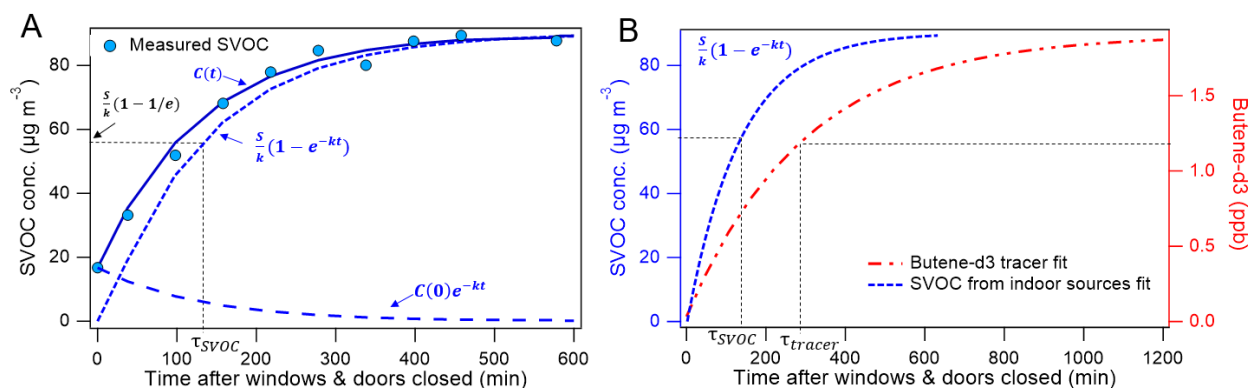 A
Measured SVOC
C(t)
S/k (1 − 1/e)
S/k (1 − e^−kt)
C(0)e^−kt
τSVOC
SVOC conc. (µg m⁻³)
80
60
40
20
0
0 100 200 300 400 500 600
Time after windows & doors closed (min)
B
S/k (1 − e^−kt)
SVOC conc. (µg m⁻³)
80
60
40
20
0
Butene-d3 (ppb)
1.5
1.0
0.5
0.0
Butene-d3 tracer fit
SVOC from indoor sources fit
τSVOC
τtracer
0 200 400 600 800 1000 1200
Time after windows & doors closed (min)